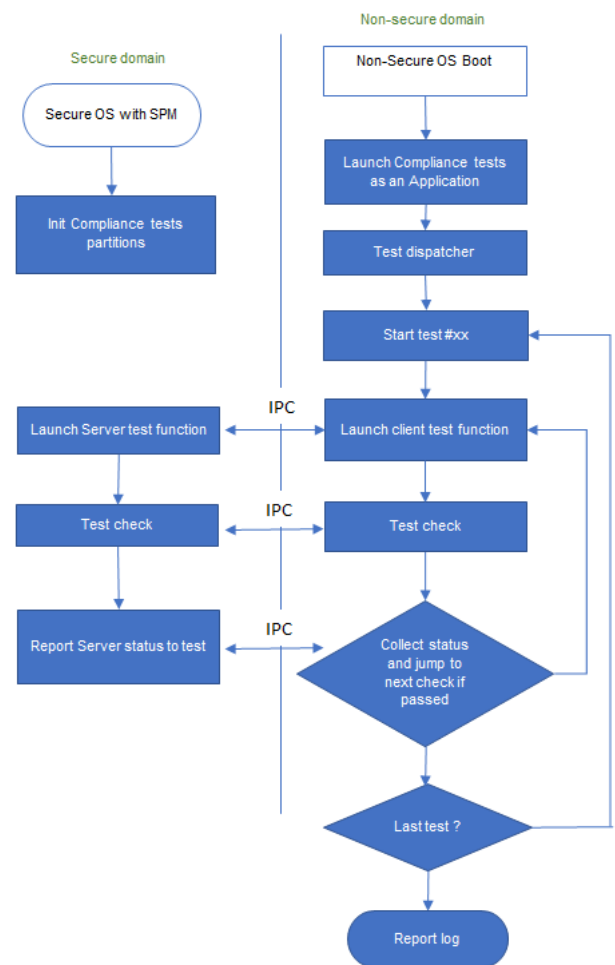 Non-secure domain
Secure domain
Non-Secure OS Boot
Secure OS with SPM
Launch Compliance tests
as an Application
Init Compliance tests
partitions
Test dispatcher
Start test #xx
IPC
Launch Server test function
Launch client test function
IPC
Test check
Test check
IPC
Report Server status to test
Collect status
and jump to
next check if
passed
Last test ?
Report log